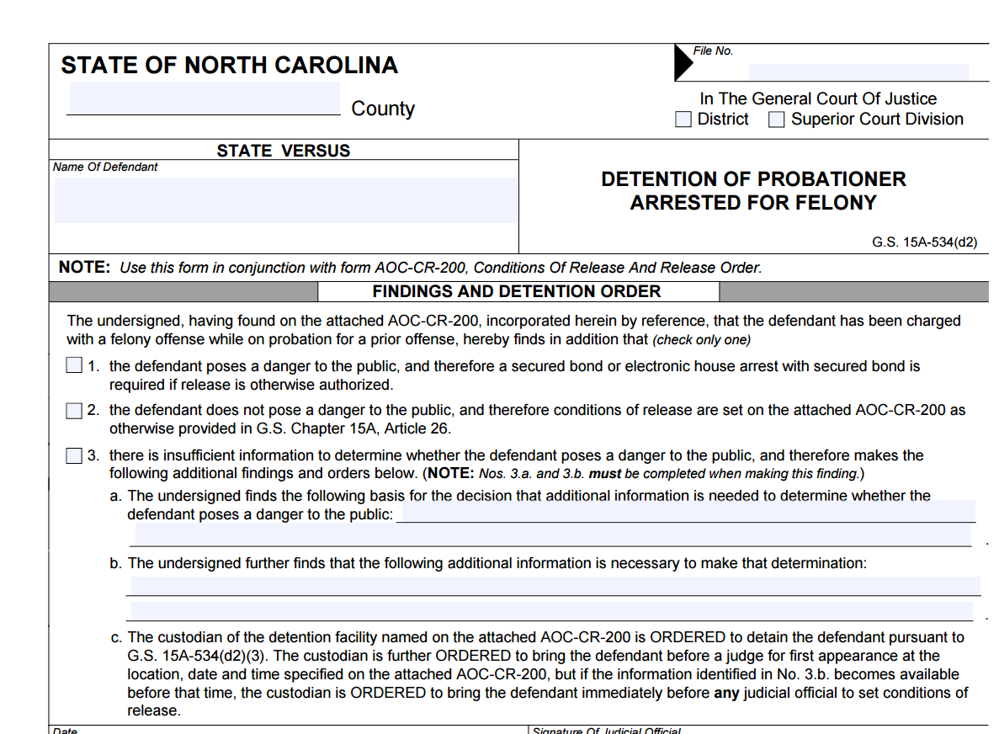 STATE OF NORTH CAROLINA
County
File No.
In The General Court Of Justice
District Superior Court Division
STATE VERSUS
Name Of Defendant
DETENTION OF PROBATIONER
ARRESTED FOR FELONY
G.S. 15A-534(d2)
NOTE: Use this form in conjunction with form AOC-CR-200, Conditions Of Release And Release Order.
FINDINGS AND DETENTION ORDER
The undersigned, having found on the attached AOC-CR-200, incorporated herein by reference, that the defendant has been charged
with a felony offense while on probation for a prior offense, hereby finds in addition that (check only one)
1. the defendant poses a danger to the public, and therefore a secured bond or electronic house arrest with secured bond is
required if release is otherwise authorized.
2. the defendant does not pose a danger to the public, and therefore conditions of release are set on the attached AOC-CR-200 as
otherwise provided in G.S. Chapter 15A, Article 26.
3. there is insufficient information to determine whether the defendant poses a danger to the public, and therefore makes the
following additional findings and orders below. (NOTE: Nos. 3.a. and 3.b. must be completed when making this finding.)
a. The undersigned finds the following basis for the decision that additional information is needed to determine whether the
defendant poses a danger to the public:
.
b. The undersigned further finds that the following additional information is necessary to make that determination:
.
c. The custodian of the detention facility named on the attached AOC-CR-200 is ORDERED to detain the defendant pursuant to
G.S. 15A-534(d2)(3). The custodian is further ORDERED to bring the defendant before a judge for first appearance at the
location, date and time specified on the attached AOC-CR-200, but if the information identified in No. 3.b. becomes available
before that time, the custodian is ORDERED to bring the defendant immediately before any judicial official to set conditions of
release.
Date
Signature Of Judicial Official